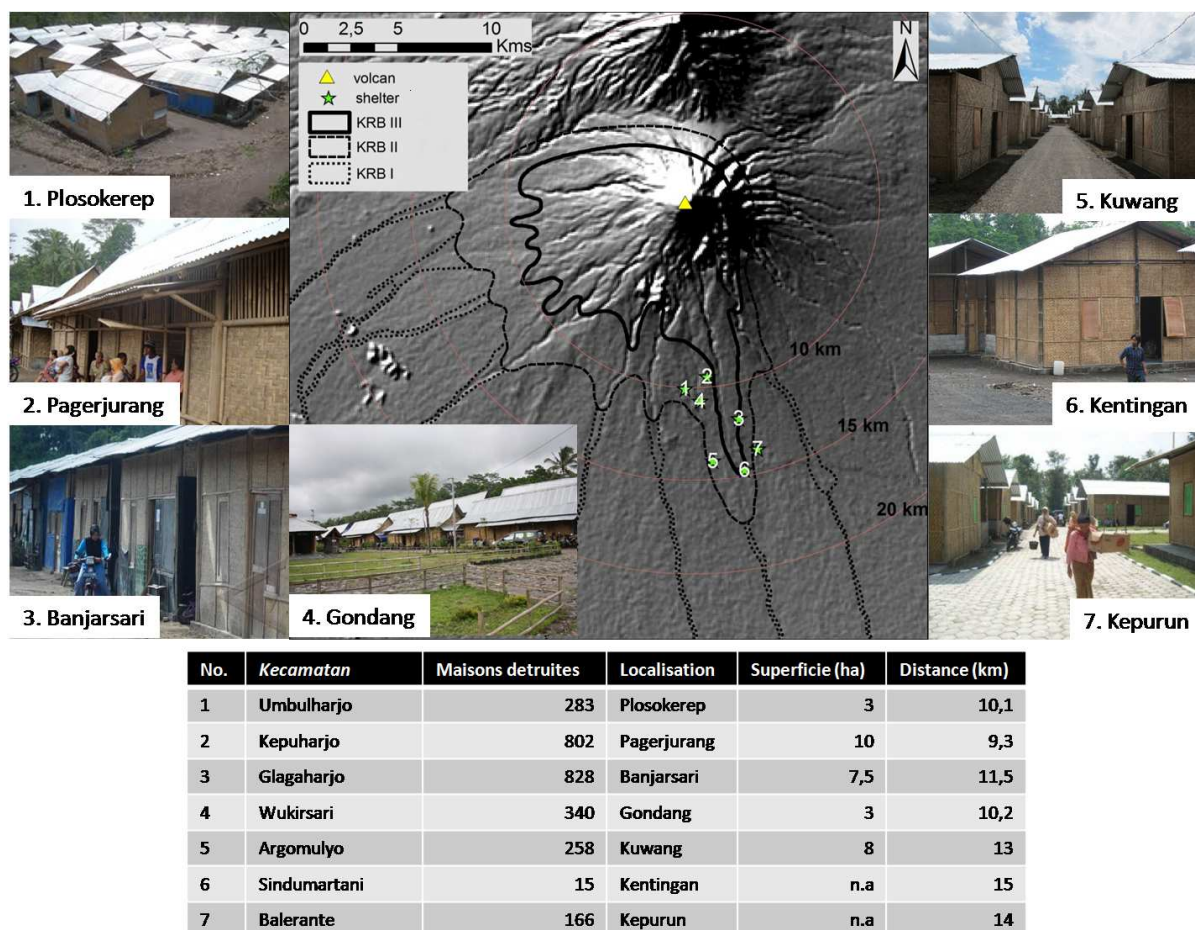 1. Plosokerep
2. Pagerjurang
3. Banjarsari
0 2,5 5 10
Kms
volcan
shelter
KRB III
KRB II
KRB I
N
10 km
15 km
20 km
1
2
4
3
7
5
6
4. Gondang
5. Kuwang
6. Kentingan
7. Kepurun
No. Kecamatan Maisons detruites Localisation Superficie (ha) Distance (km)
1 Umbulharjo 283 Plosokerep 3 10,1
2 Kepuharjo 802 Pagerjurang 10 9,3
3 Glagaharjo 828 Banjarsari 7,5 11,5
4 Wukirsari 340 Gondang 3 10,2
5 Argomulyo 258 Kuwang 8 13
6 Sindumartani 15 Kentingan n.a 15
7 Balerante 166 Kepurun n.a 14